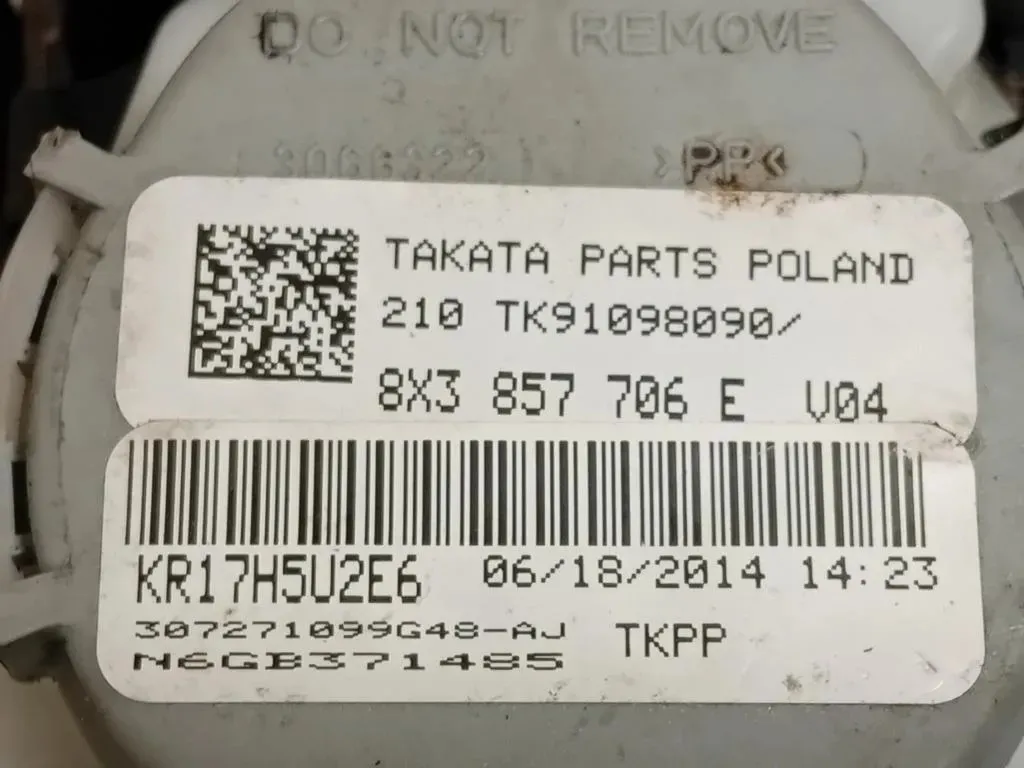 DO NOT REMOVE
3066322
>PP<
TAKATA PARTS POLAND
210 TK91098090/
8X3 857 706 E V04
KR17H5U2E6 06/18/2014 14:23
307271099G48-AJ TKPP
N6GB371485